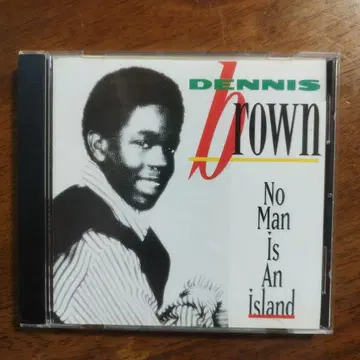 DENNIS
brown
No
Man
is
An
island